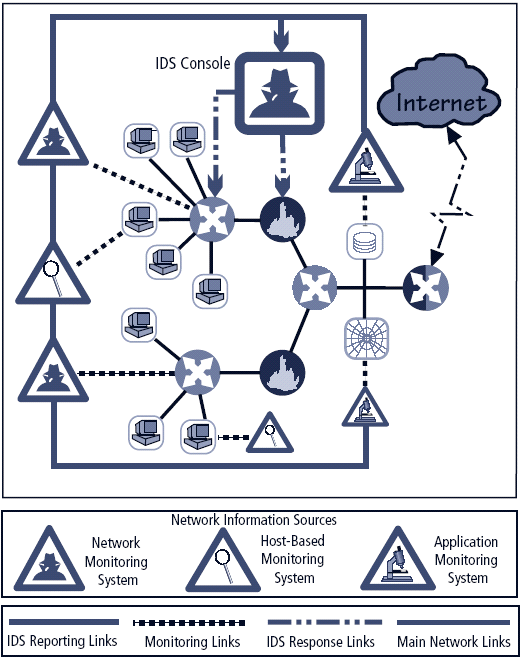 IDS Console
Internet
Network Information Sources
Network
Monitoring
System
Host-Based
Monitoring
System
Application
Monitoring
System
IDS Reporting Links
Monitoring Links
IDS Response Links
Main Network Links